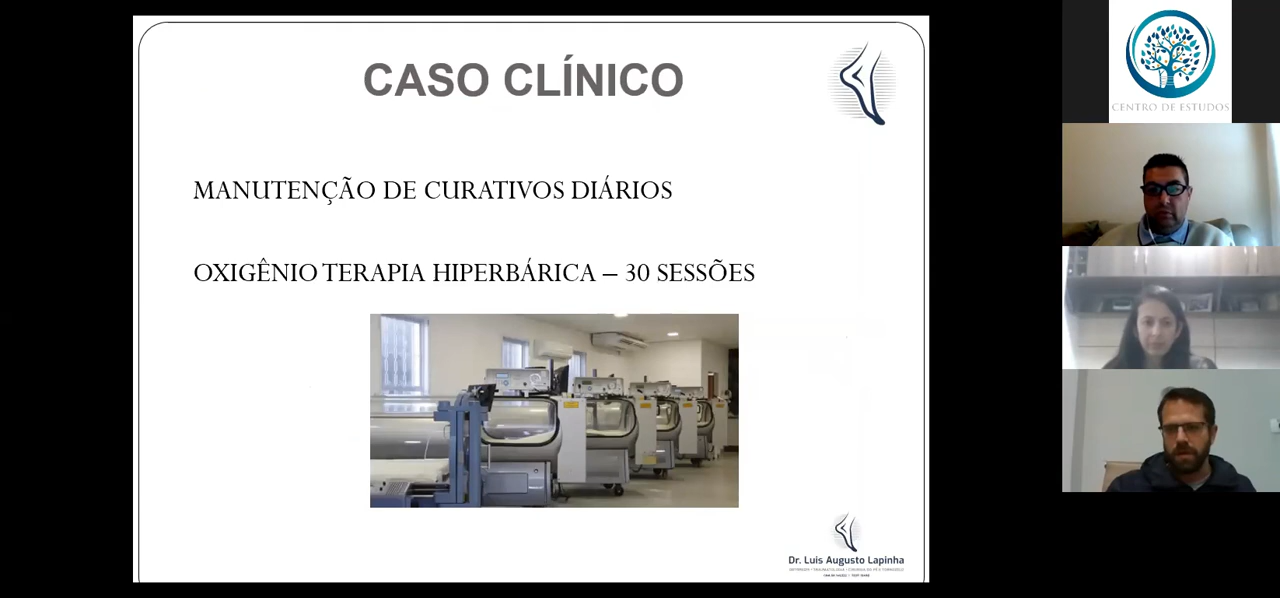 CASO CLÍNICO
MANUTENÇÃO DE CURATIVOS DIÁRIOS
OXIGÊNIO TERAPIA HIPERBÁRICA – 30 SESSÕES
Dr. Luis Augusto Lapinha
CENTRO DE ESTUDOS